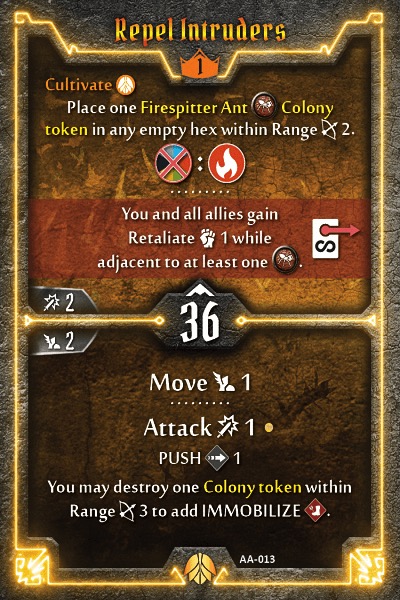 Repel Intruders
1
Cultivate
Place one Firespitter Ant Colony
token in any empty hex within Range 2.
:
You and all allies gain
Retaliate 1 while
adjacent to at least one .
2
36
2
Move 1
Attack 1
PUSH 1
You may destroy one Colony token within
Range 3 to add IMMOBILIZE .
AA-013